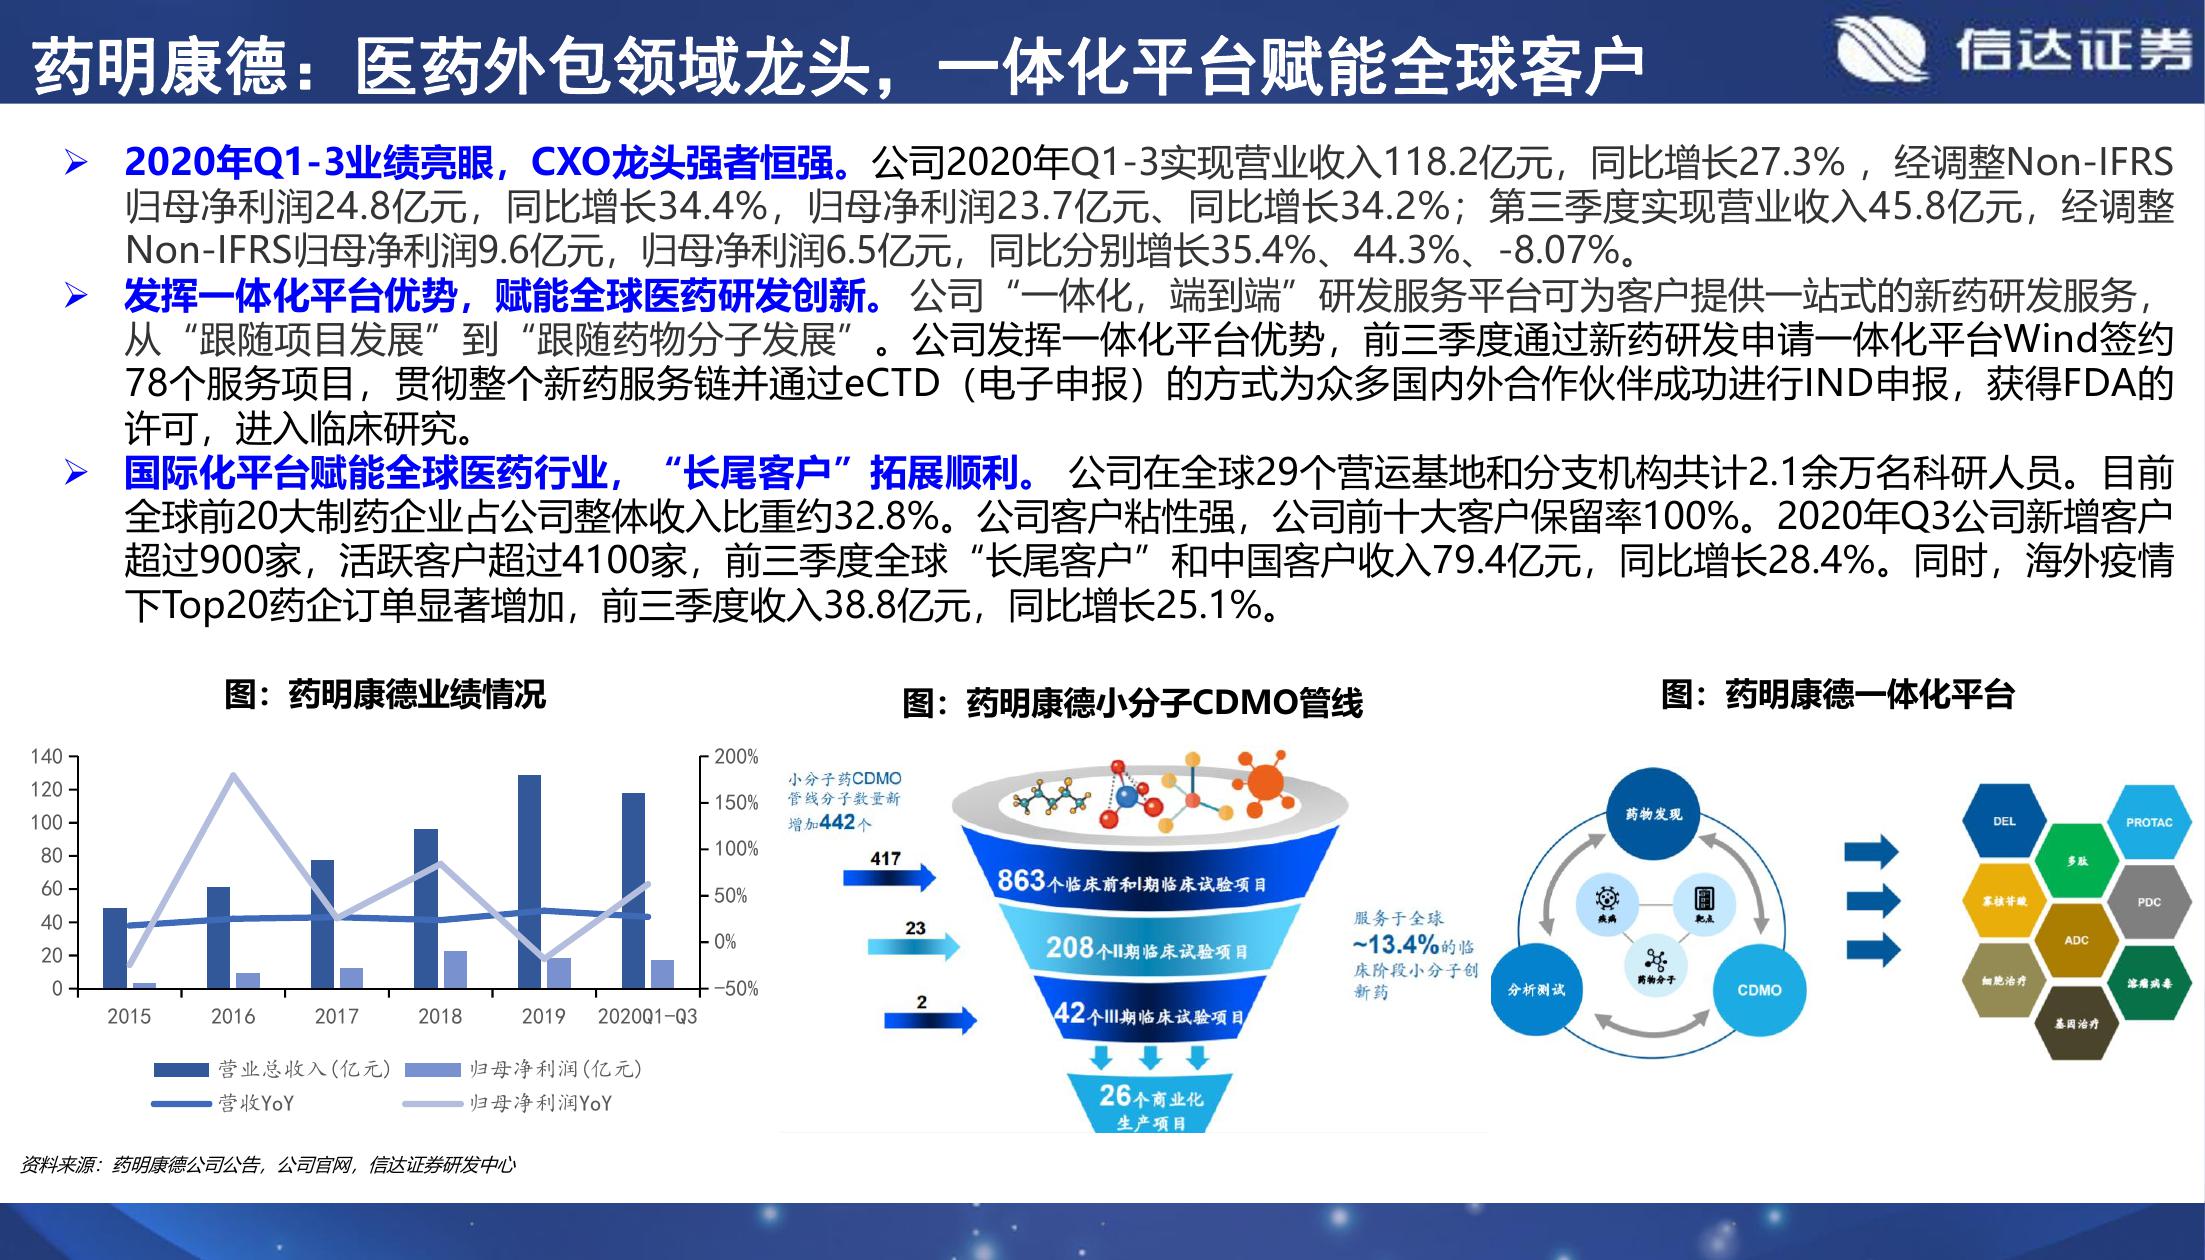 药明康德：医药外包领域龙头，一体化平台赋能全球客户
信达证券
2020年Q1-3业绩亮眼，CXO龙头强者恒强。公司2020年Q1-3实现营业收入118.2亿元，同比增长27.3% ，经调整Non-IFRS
归母净利润24.8亿元，同比增长34.4%，归母净利润23.7亿元、同比增长34.2%；第三季度实现营业收入45.8亿元，经调整
Non-IFRS归母净利润9.6亿元，归母净利润6.5亿元，同比分别增长35.4%、44.3%、-8.07%。
发挥一体化平台优势，赋能全球医药研发创新。 公司“一体化，端到端”研发服务平台可为客户提供一站式的新药研发服务，
从“跟随项目发展”到“跟随药物分子发展”。公司发挥一体化平台优势，前三季度通过新药研发申请一体化平台Wind签约
78个服务项目，贯彻整个新药服务链并通过eCTD（电子申报）的方式为众多国内外合作伙伴成功进行IND申报，获得FDA的
许可，进入临床研究。
国际化平台赋能全球医药行业，“长尾客户”拓展顺利。 公司在全球29个营运基地和分支机构共计2.1余万名科研人员。目前
全球前20大制药企业占公司整体收入比重约32.8%。公司客户粘性强，公司前十大客户保留率100%。2020年Q3公司新增客户
超过900家，活跃客户超过4100家，前三季度全球“长尾客户”和中国客户收入79.4亿元，同比增长28.4%。同时，海外疫情
下Top20药企订单显著增加，前三季度收入38.8亿元，同比增长25.1%。
图：药明康德业绩情况
140
120
100
80
60
40
20
0
200%
150%
100%
50%
0%
-50%
2015 2016 2017 2018 2019 2020Q1-Q3
营业总收入(亿元) 归母净利润(亿元)
营收YoY 归母净利润YoY
图：药明康德小分子CDMO管线
小分子药CDMO
管线分子数量新
增加442个
417
863个临床前和I期临床试验项目
23
208个II期临床试验项目
2
42个III期临床试验项目
26个商业化
生产项目
服务于全球
~13.4%的临
床阶段小分子创
新药
图：药明康德一体化平台
药物发现
疾病
靶点
药物分子
分析测试
CDMO
DEL
PROTAC
多肽
寡核苷酸
PDC
ADC
细胞治疗
溶瘤病毒
基因治疗
资料来源：药明康德公司公告，公司官网，信达证券研发中心